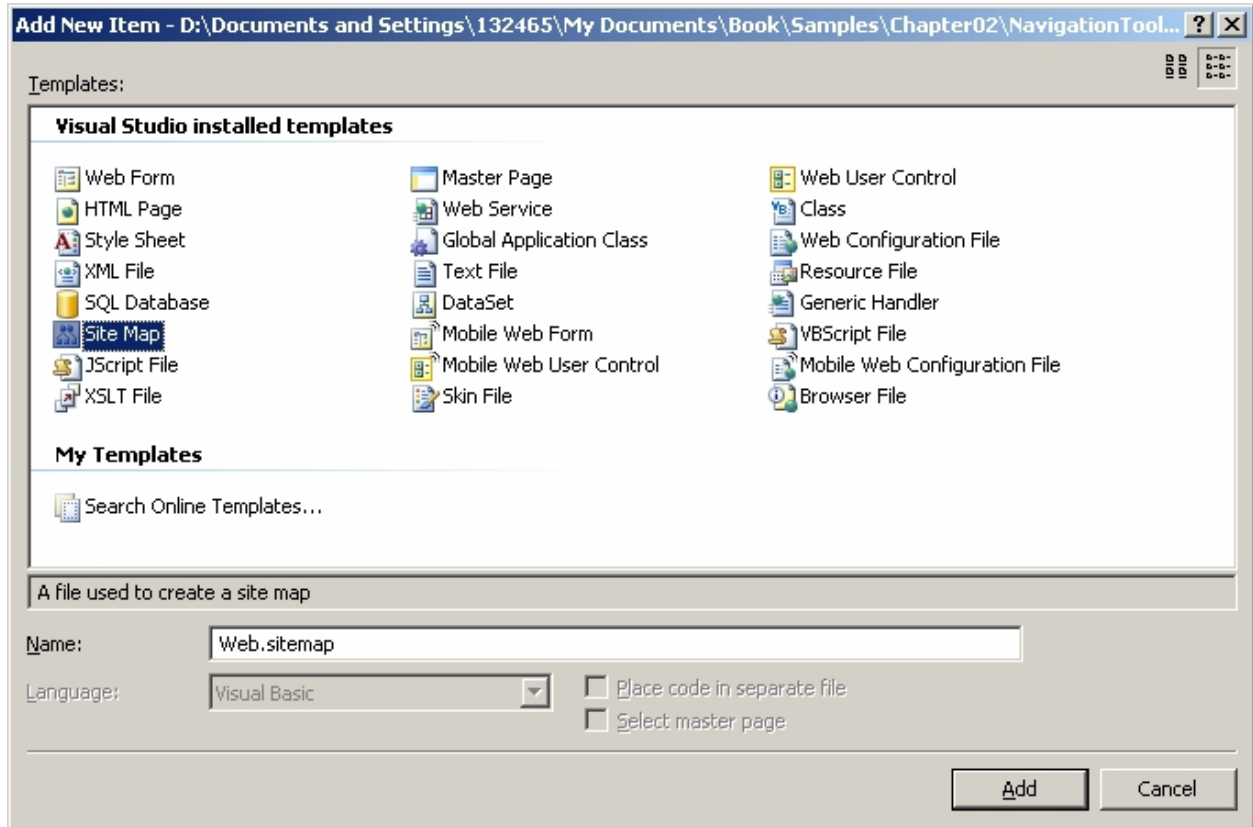 Add New Item - D:\Documents and Settings\132465\My Documents\Book\Samples\Chapter02\NavigationTool...
Templates:
Visual Studio installed templates
Web Form
Master Page
Web User Control
HTML Page
Web Service
Class
Style Sheet
Global Application Class
Web Configuration File
XML File
Text File
Resource File
SQL Database
DataSet
Generic Handler
Site Map
Mobile Web Form
VBScript File
JScript File
Mobile Web User Control
Mobile Web Configuration File
XSLT File
Skin File
Browser File
My Templates
Search Online Templates...
A file used to create a site map
Name:
Web.sitemap
Language:
Visual Basic
Place code in separate file
Select master page
Add
Cancel